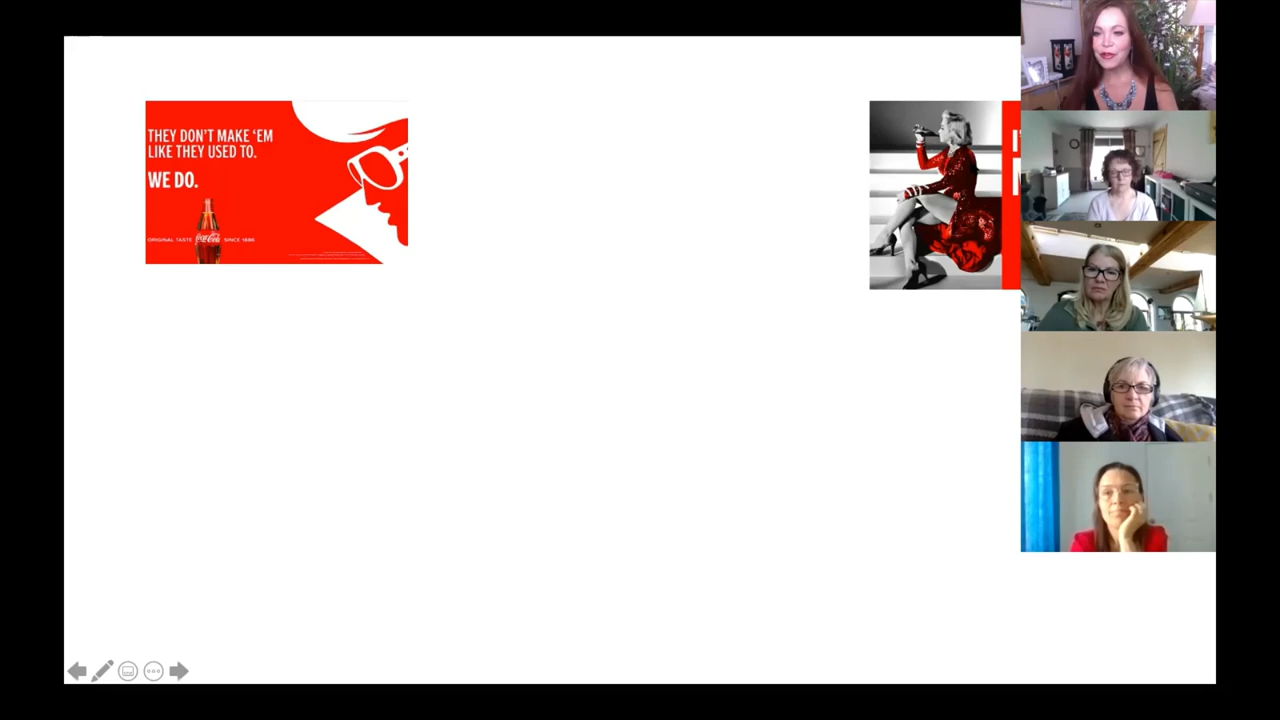 THEY DON'T MAKE ‘EM
LIKE THEY USED TO.
WE DO.
ORIGINAL TASTE
Coca-Cola
SINCE 1886